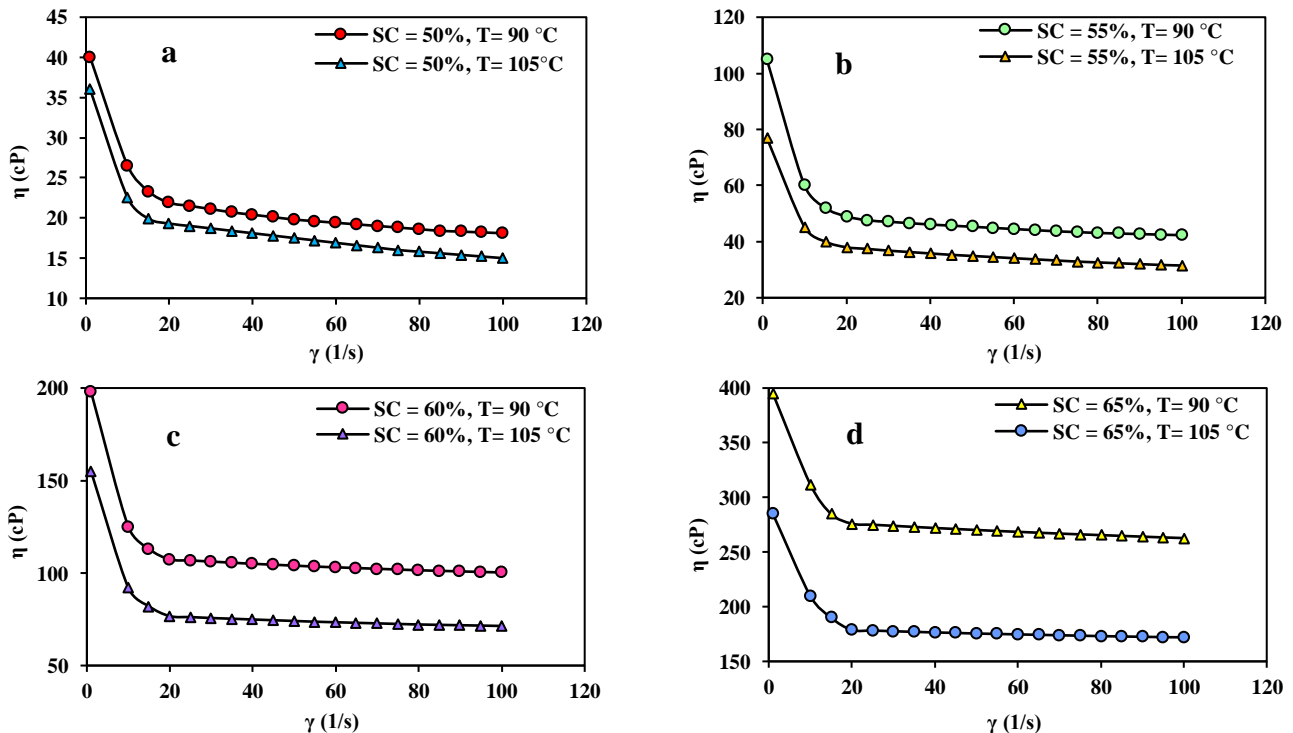 a
SC = 50%, T= 90 °C
SC = 50%, T= 105°C
45
40
35
30
25
20
15
10
η (cP)
0 20 40 60 80 100 120
γ (1/s)
b
SC = 55%, T= 90 °C
SC = 55%, T= 105 °C
120
100
80
60
40
20
η (cP)
0 20 40 60 80 100 120
γ (1/s)
c
SC = 60%, T= 90 °C
SC = 60%, T= 105 °C
200
150
100
50
η (cP)
0 20 40 60 80 100 120
γ (1/s)
d
SC = 65%, T= 90 °C
SC = 65%, T= 105 °C
400
350
300
250
200
150
η (cP)
0 20 40 60 80 100 120
γ (1/s)